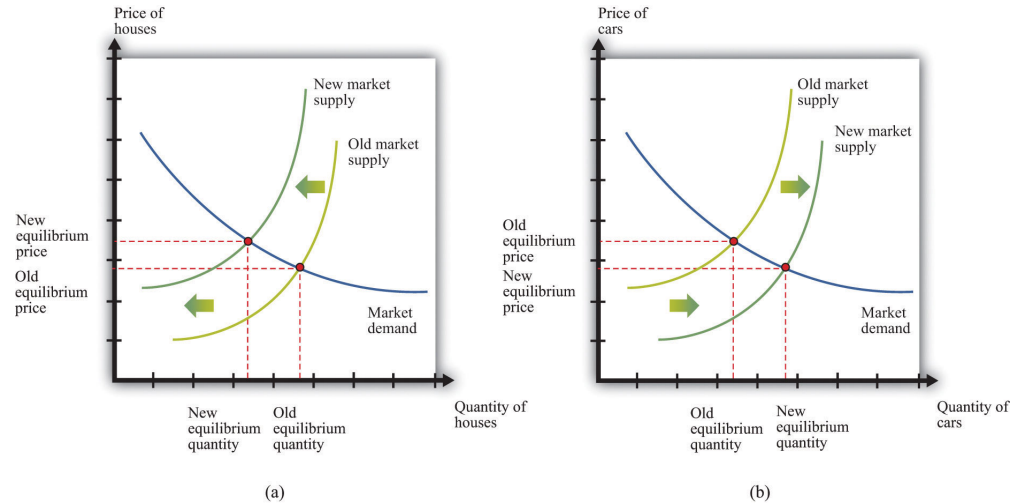 Price of
houses
New market
supply
Old market
supply
New
equilibrium
price
Old
equilibrium
price
Market
demand
New
equilibrium
quantity
Old
equilibrium
quantity
Quantity of
houses
(a)
Price of
cars
Old market
supply
New market
supply
Old
equilibrium
price
New
equilibrium
price
Market
demand
Old
equilibrium
quantity
New
equilibrium
quantity
Quantity of
cars
(b)